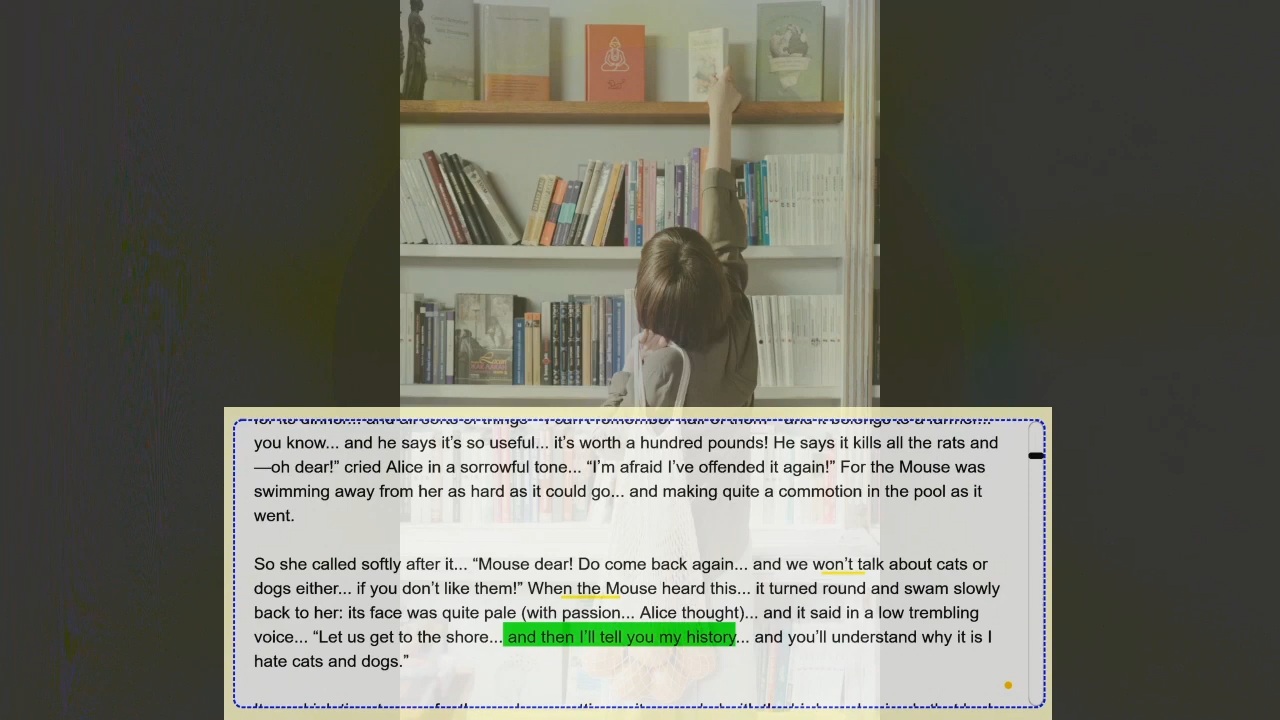 you know... and he says it’s so useful... it’s worth a hundred pounds! He says it kills all the rats and
—oh dear!” cried Alice in a sorrowful tone... “I’m afraid I’ve offended it again!” For the Mouse was
swimming away from her as hard as it could go... and making quite a commotion in the pool as it
went.
So she called softly after it... “Mouse dear! Do come back again... and we won’t talk about cats or
dogs either... if you don’t like them!” When the Mouse heard this... it turned round and swam slowly
back to her: its face was quite pale (with passion... Alice thought)... and it said in a low trembling
voice... “Let us get to the shore... and then I’ll tell you my history... and you’ll understand why it is I
hate cats and dogs.”